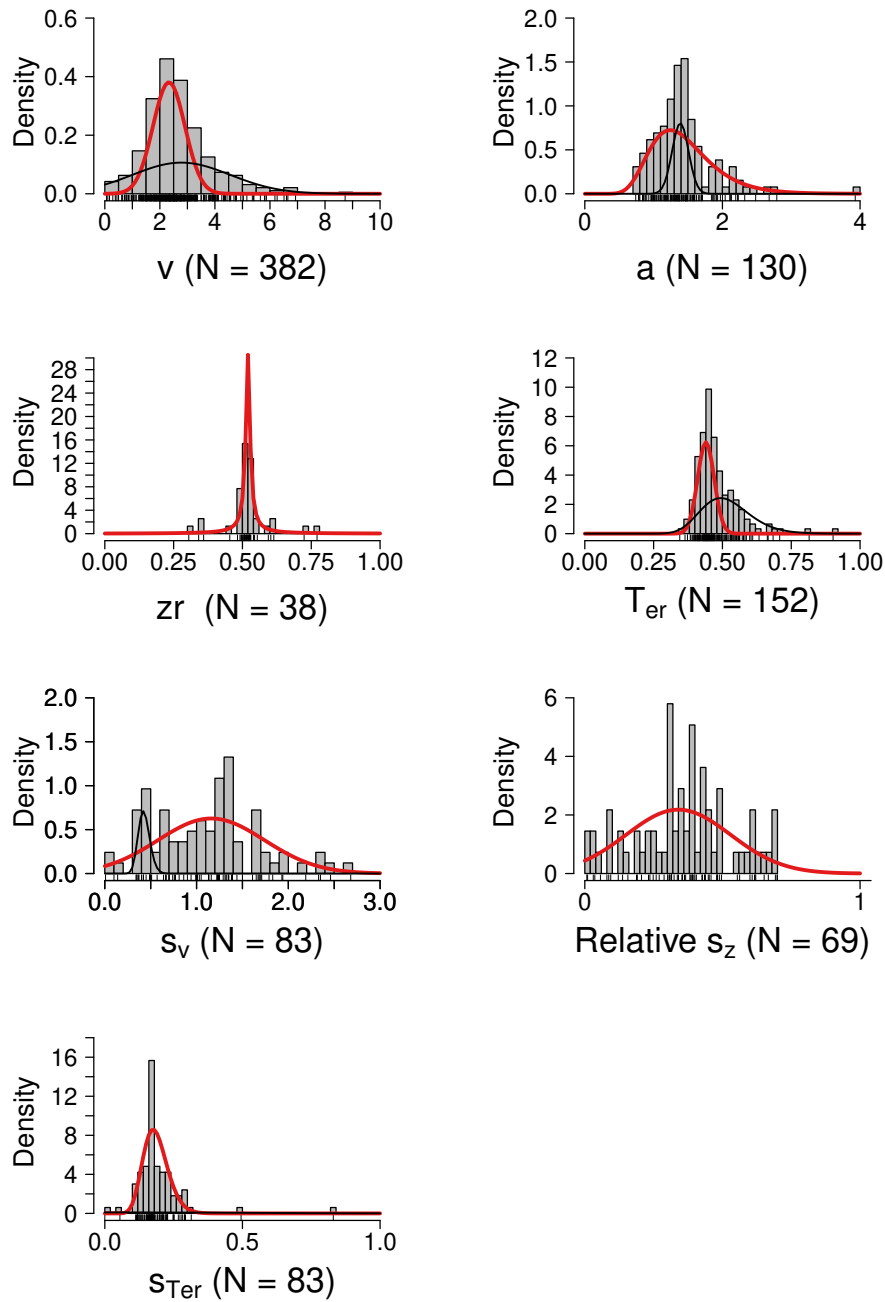 0.6
0.4
0.2
0.0
Density
0 2 4 6 8 10
v (N = 382)
2.0
1.5
1.0
0.5
0.0
Density
0 2 4
a (N = 130)
28
24
20
16
12
8
4
0
Density
0.00 0.25 0.50 0.75 1.00
zr (N = 38)
12
10
8
6
4
2
0
Density
0.00 0.25 0.50 0.75 1.00
Ter (N = 152)
2.0
1.5
1.0
0.5
0.0
Density
0.0 1.0 2.0 3.0
sv (N = 83)
6
4
2
0
Density
0 1
Relative sz (N = 69)
16
12
8
4
0
Density
0.0 0.5 1.0
sTer (N = 83)